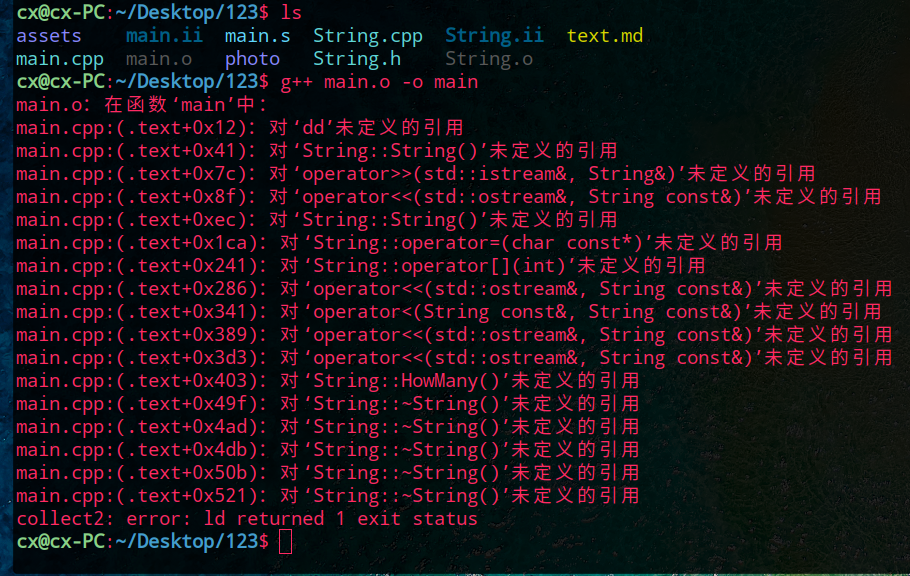 cx@cx-PC:~/Desktop/123$ ls
assets main.ii main.s String.cpp String.ii text.md
main.cpp main.o photo String.h String.o
cx@cx-PC:~/Desktop/123$ g++ main.o -o main
main.o: 在函数‘main’中:
main.cpp:(.text+0x12): 对‘dd’未定义的引用
main.cpp:(.text+0x41): 对‘String::String()’未定义的引用
main.cpp:(.text+0x7c): 对‘operator>>(std::istream&, String&)’未定义的引用
main.cpp:(.text+0x8f): 对‘operator<<(std::ostream&, String const&)’未定义的引用
main.cpp:(.text+0xec): 对‘String::String()’未定义的引用
main.cpp:(.text+0x1ca): 对‘String::operator=(char const*)’未定义的引用
main.cpp:(.text+0x241): 对‘String::operator[](int)’未定义的引用
main.cpp:(.text+0x286): 对‘operator<<(std::ostream&, String const&)’未定义的引用
main.cpp:(.text+0x341): 对‘operator<(String const&, String const&)’未定义的引用
main.cpp:(.text+0x389): 对‘operator<<(std::ostream&, String const&)’未定义的引用
main.cpp:(.text+0x3d3): 对‘operator<<(std::ostream&, String const&)’未定义的引用
main.cpp:(.text+0x403): 对‘String::HowMany()’未定义的引用
main.cpp:(.text+0x49f): 对‘String::~String()’未定义的引用
main.cpp:(.text+0x4ad): 对‘String::~String()’未定义的引用
main.cpp:(.text+0x4db): 对‘String::~String()’未定义的引用
main.cpp:(.text+0x50b): 对‘String::~String()’未定义的引用
main.cpp:(.text+0x521): 对‘String::~String()’未定义的引用
collect2: error: ld returned 1 exit status
cx@cx-PC:~/Desktop/123$